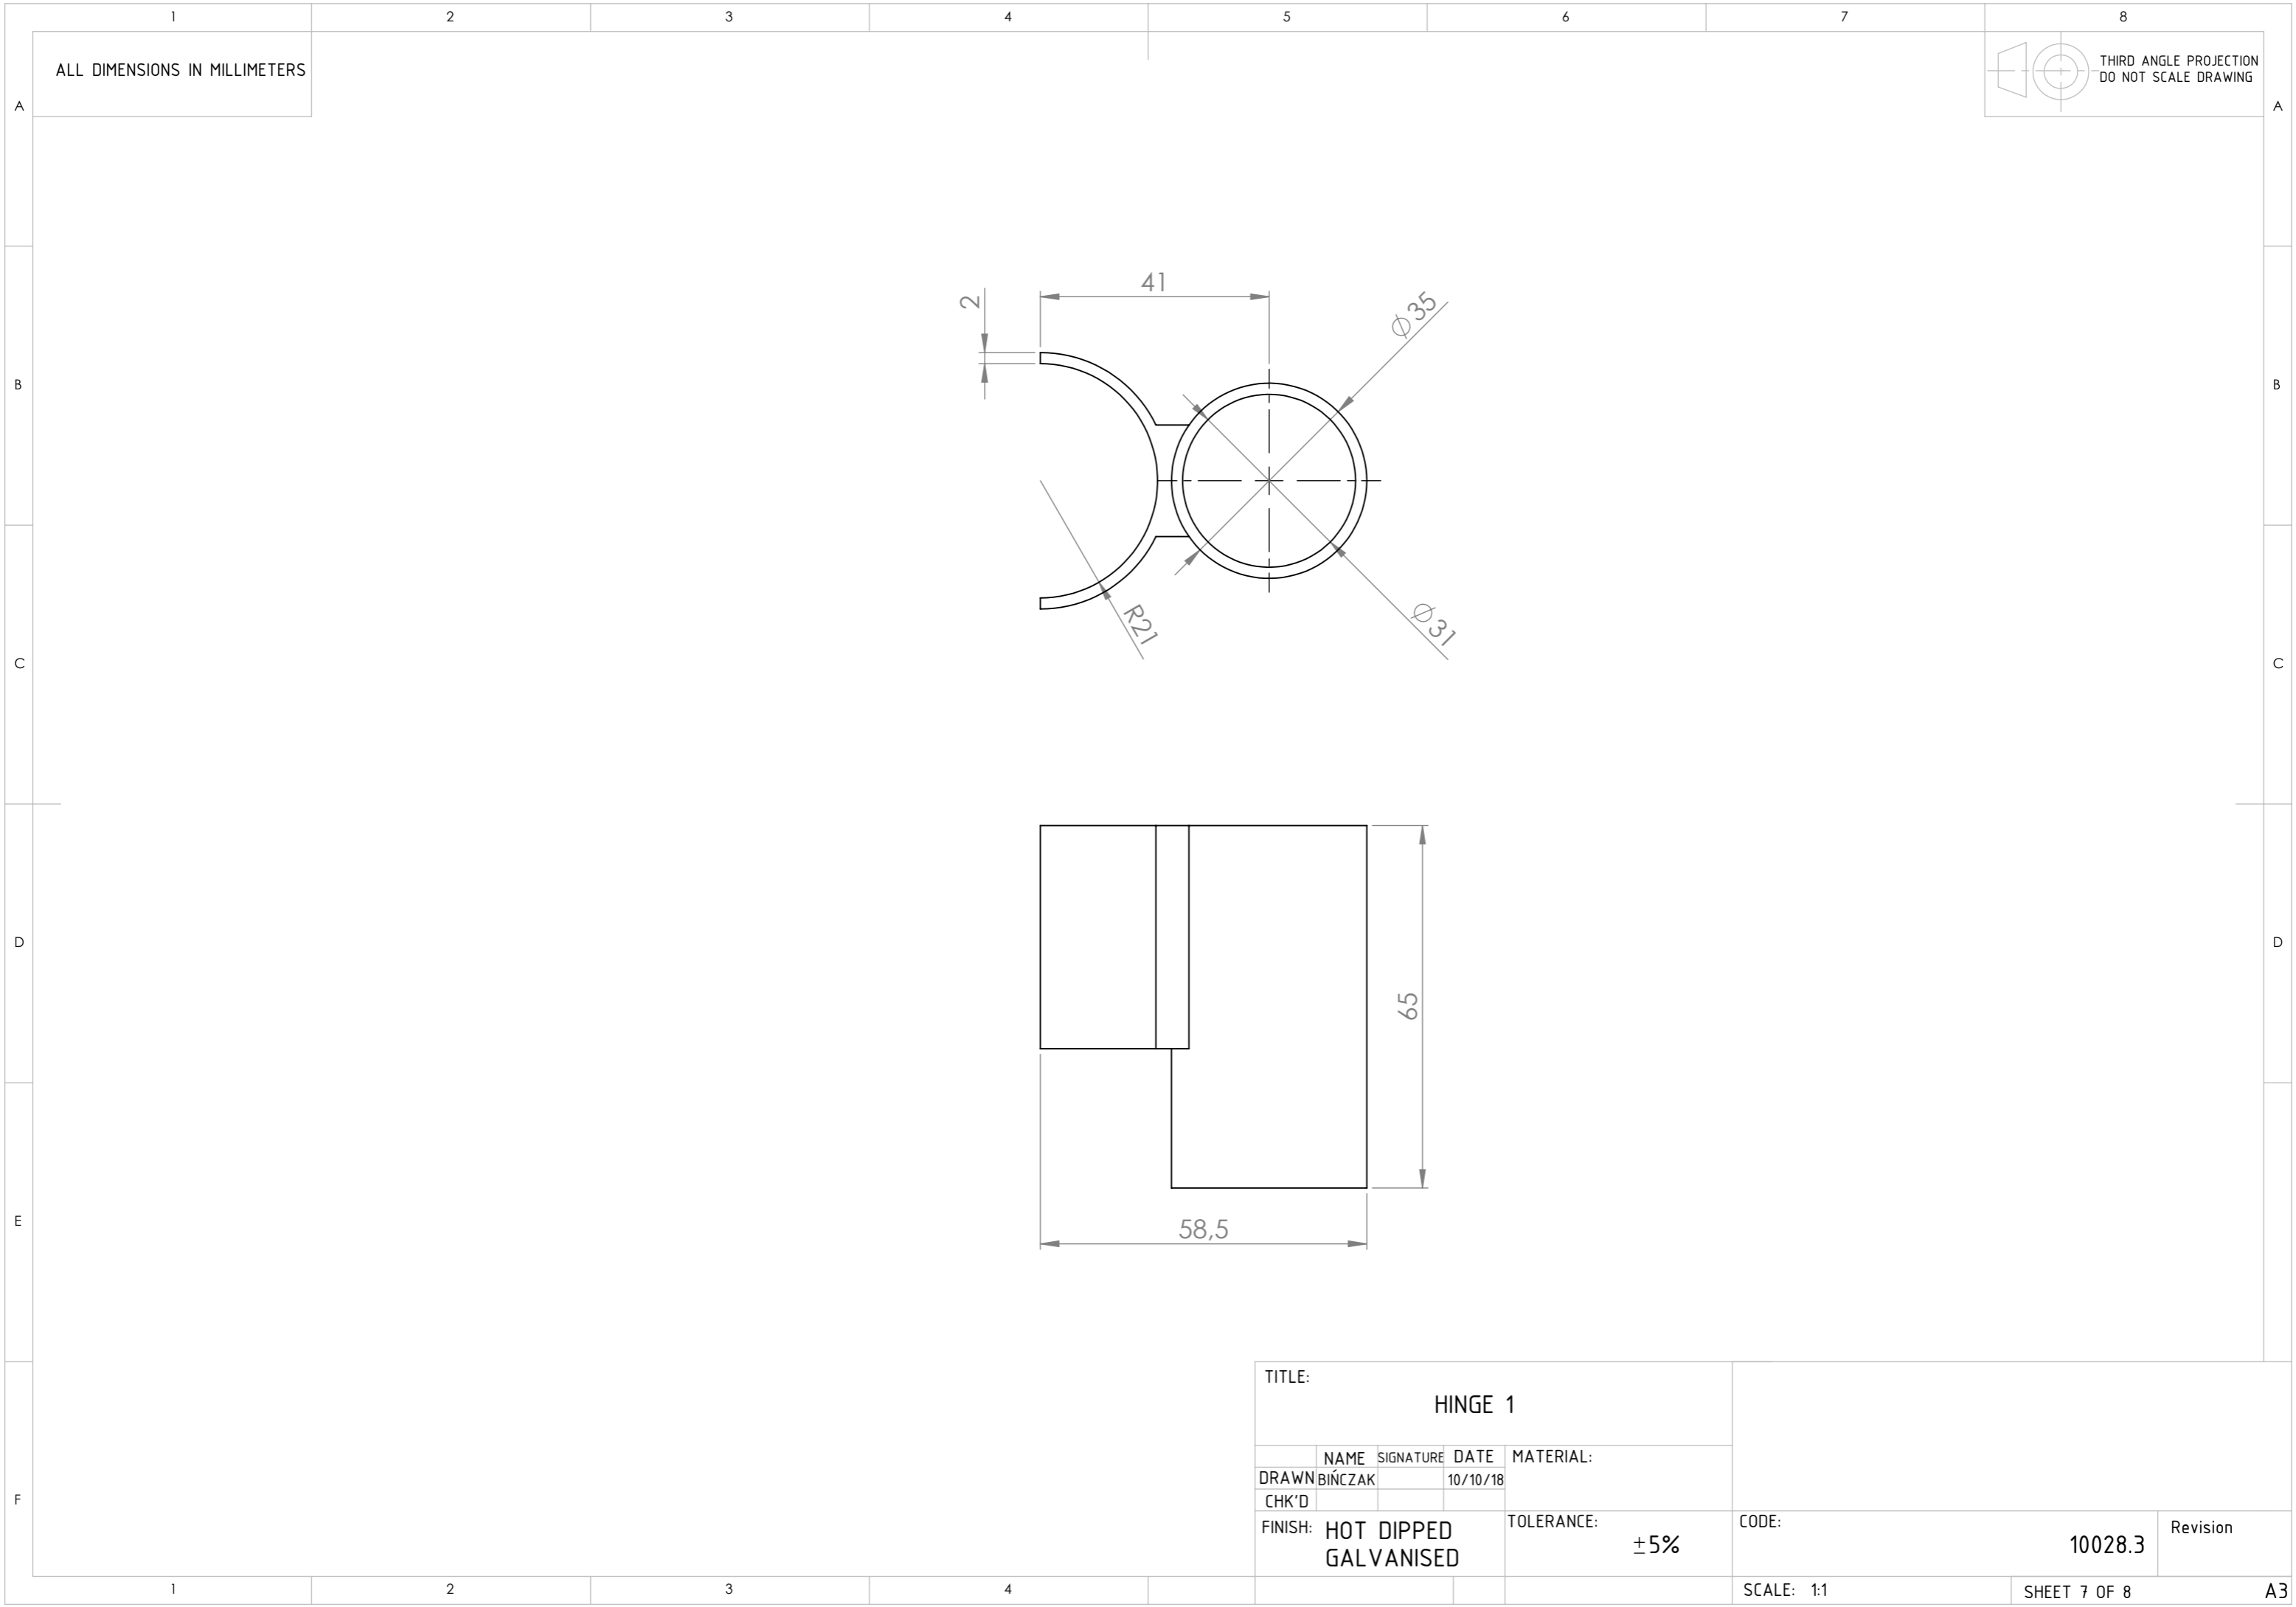 1 2 3 4 5 6 7 8
ALL DIMENSIONS IN MILLIMETERS
THIRD ANGLE PROJECTION
DO NOT SCALE DRAWING
A A
41
2
Ø35
B B
R21
Ø31
C C
D D
65
58,5
E
TITLE:
HINGE 1
NAME SIGNATURE DATE MATERIAL:
DRAWN BIŃCZAK 10/10/18
CHK'D
F
FINISH: HOT DIPPED
GALVANISED
TOLERANCE:
±5%
CODE:
10028.3
Revision
1 2 3 4
SCALE: 1:1 SHEET 7 OF 8 A3